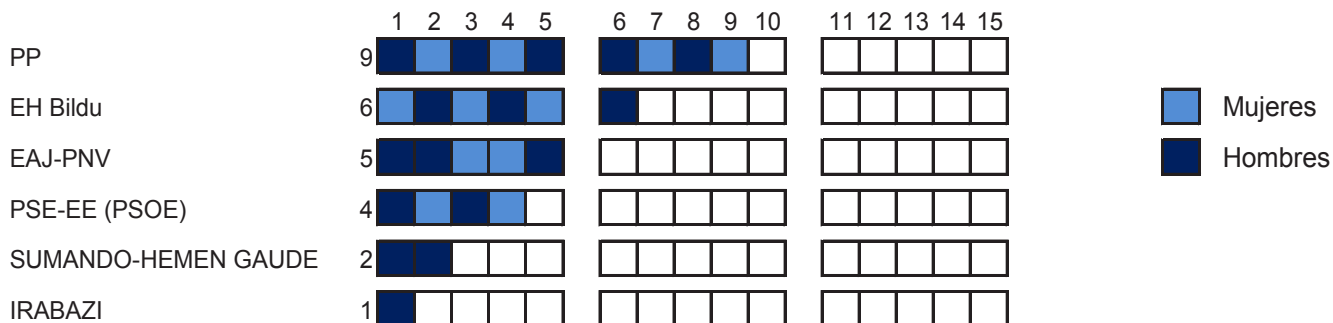 1 2 3 4 5 6 7 8 9 10 11 12 13 14 15
PP 9
EH Bildu 6
Mujeres
EAJ-PNV 5
Hombres
PSE-EE (PSOE) 4
SUMANDO-HEMEN GAUDE 2
IRABAZI 1